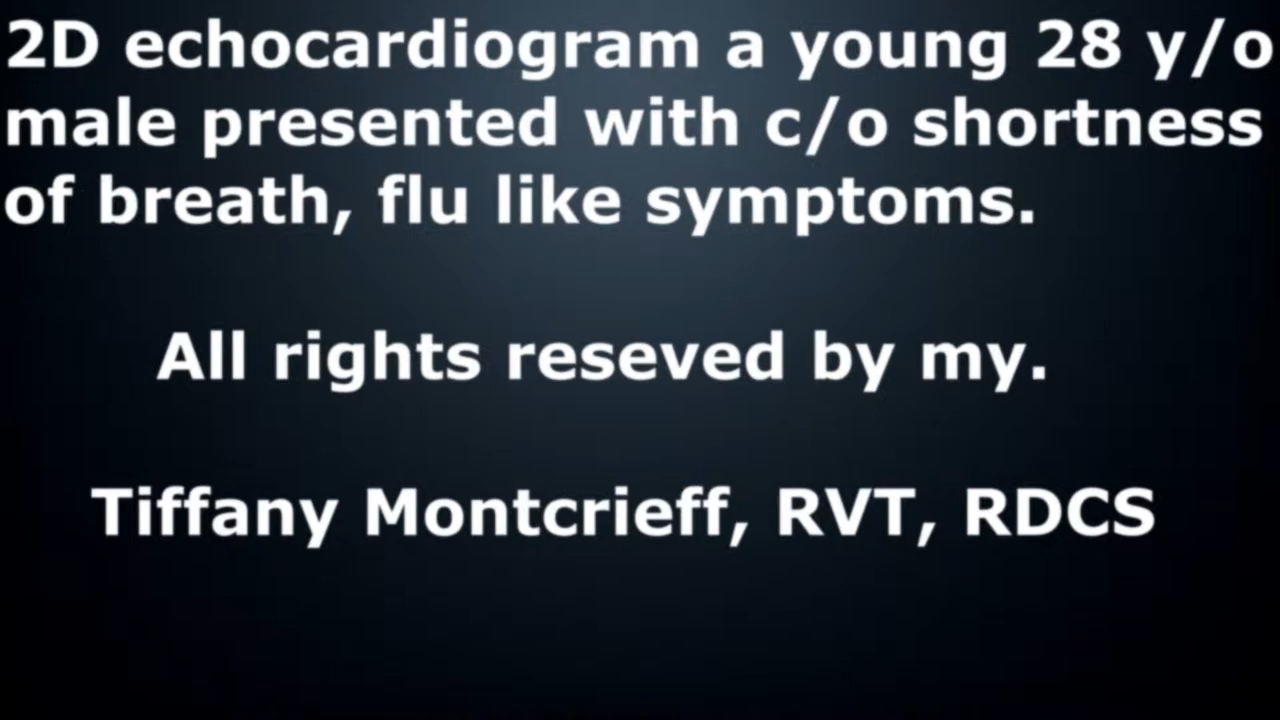 2D echocardiogram a young 28 y/o
male presented with c/o shortness
of breath, flu like symptoms.
All rights reseved by my.
Tiffany Montcrieff, RVT, RDCS